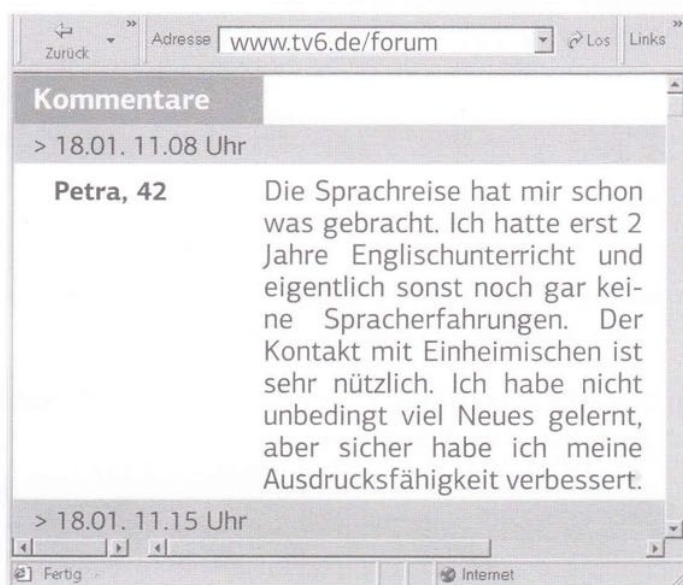 Zurück
»
Adresse www.tv6.de/forum
Los
Links
»
Kommentare
> 18.01. 11.08 Uhr
Petra, 42
Die Sprachreise hat mir schon
was gebracht. Ich hatte erst 2
Jahre Englischunterricht und
eigentlich sonst noch gar kei-
ne Spracherfahrungen. Der
Kontakt mit Einheimischen ist
sehr nützlich. Ich habe nicht
unbedingt viel Neues gelernt,
aber sicher habe ich meine
Ausdrucksfähigkeit verbessert.
> 18.01. 11.15 Uhr
Fertig
Internet